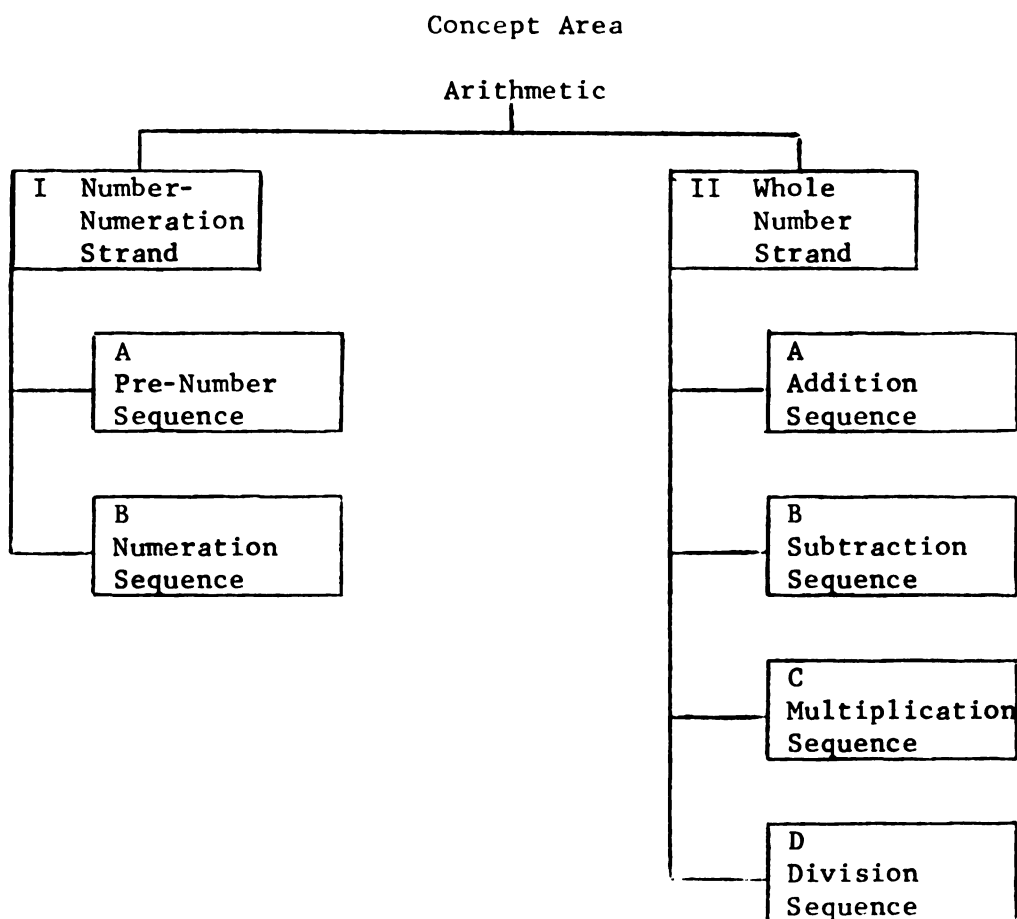 Concept Area
Arithmetic
I Number-
Numeration
Strand
A
Pre-Number
Sequence
B
Numeration
Sequence
II Whole
Number
Strand
A
Addition
Sequence
B
Subtraction
Sequence
C
Multiplication
Sequence
D
Division
Sequence